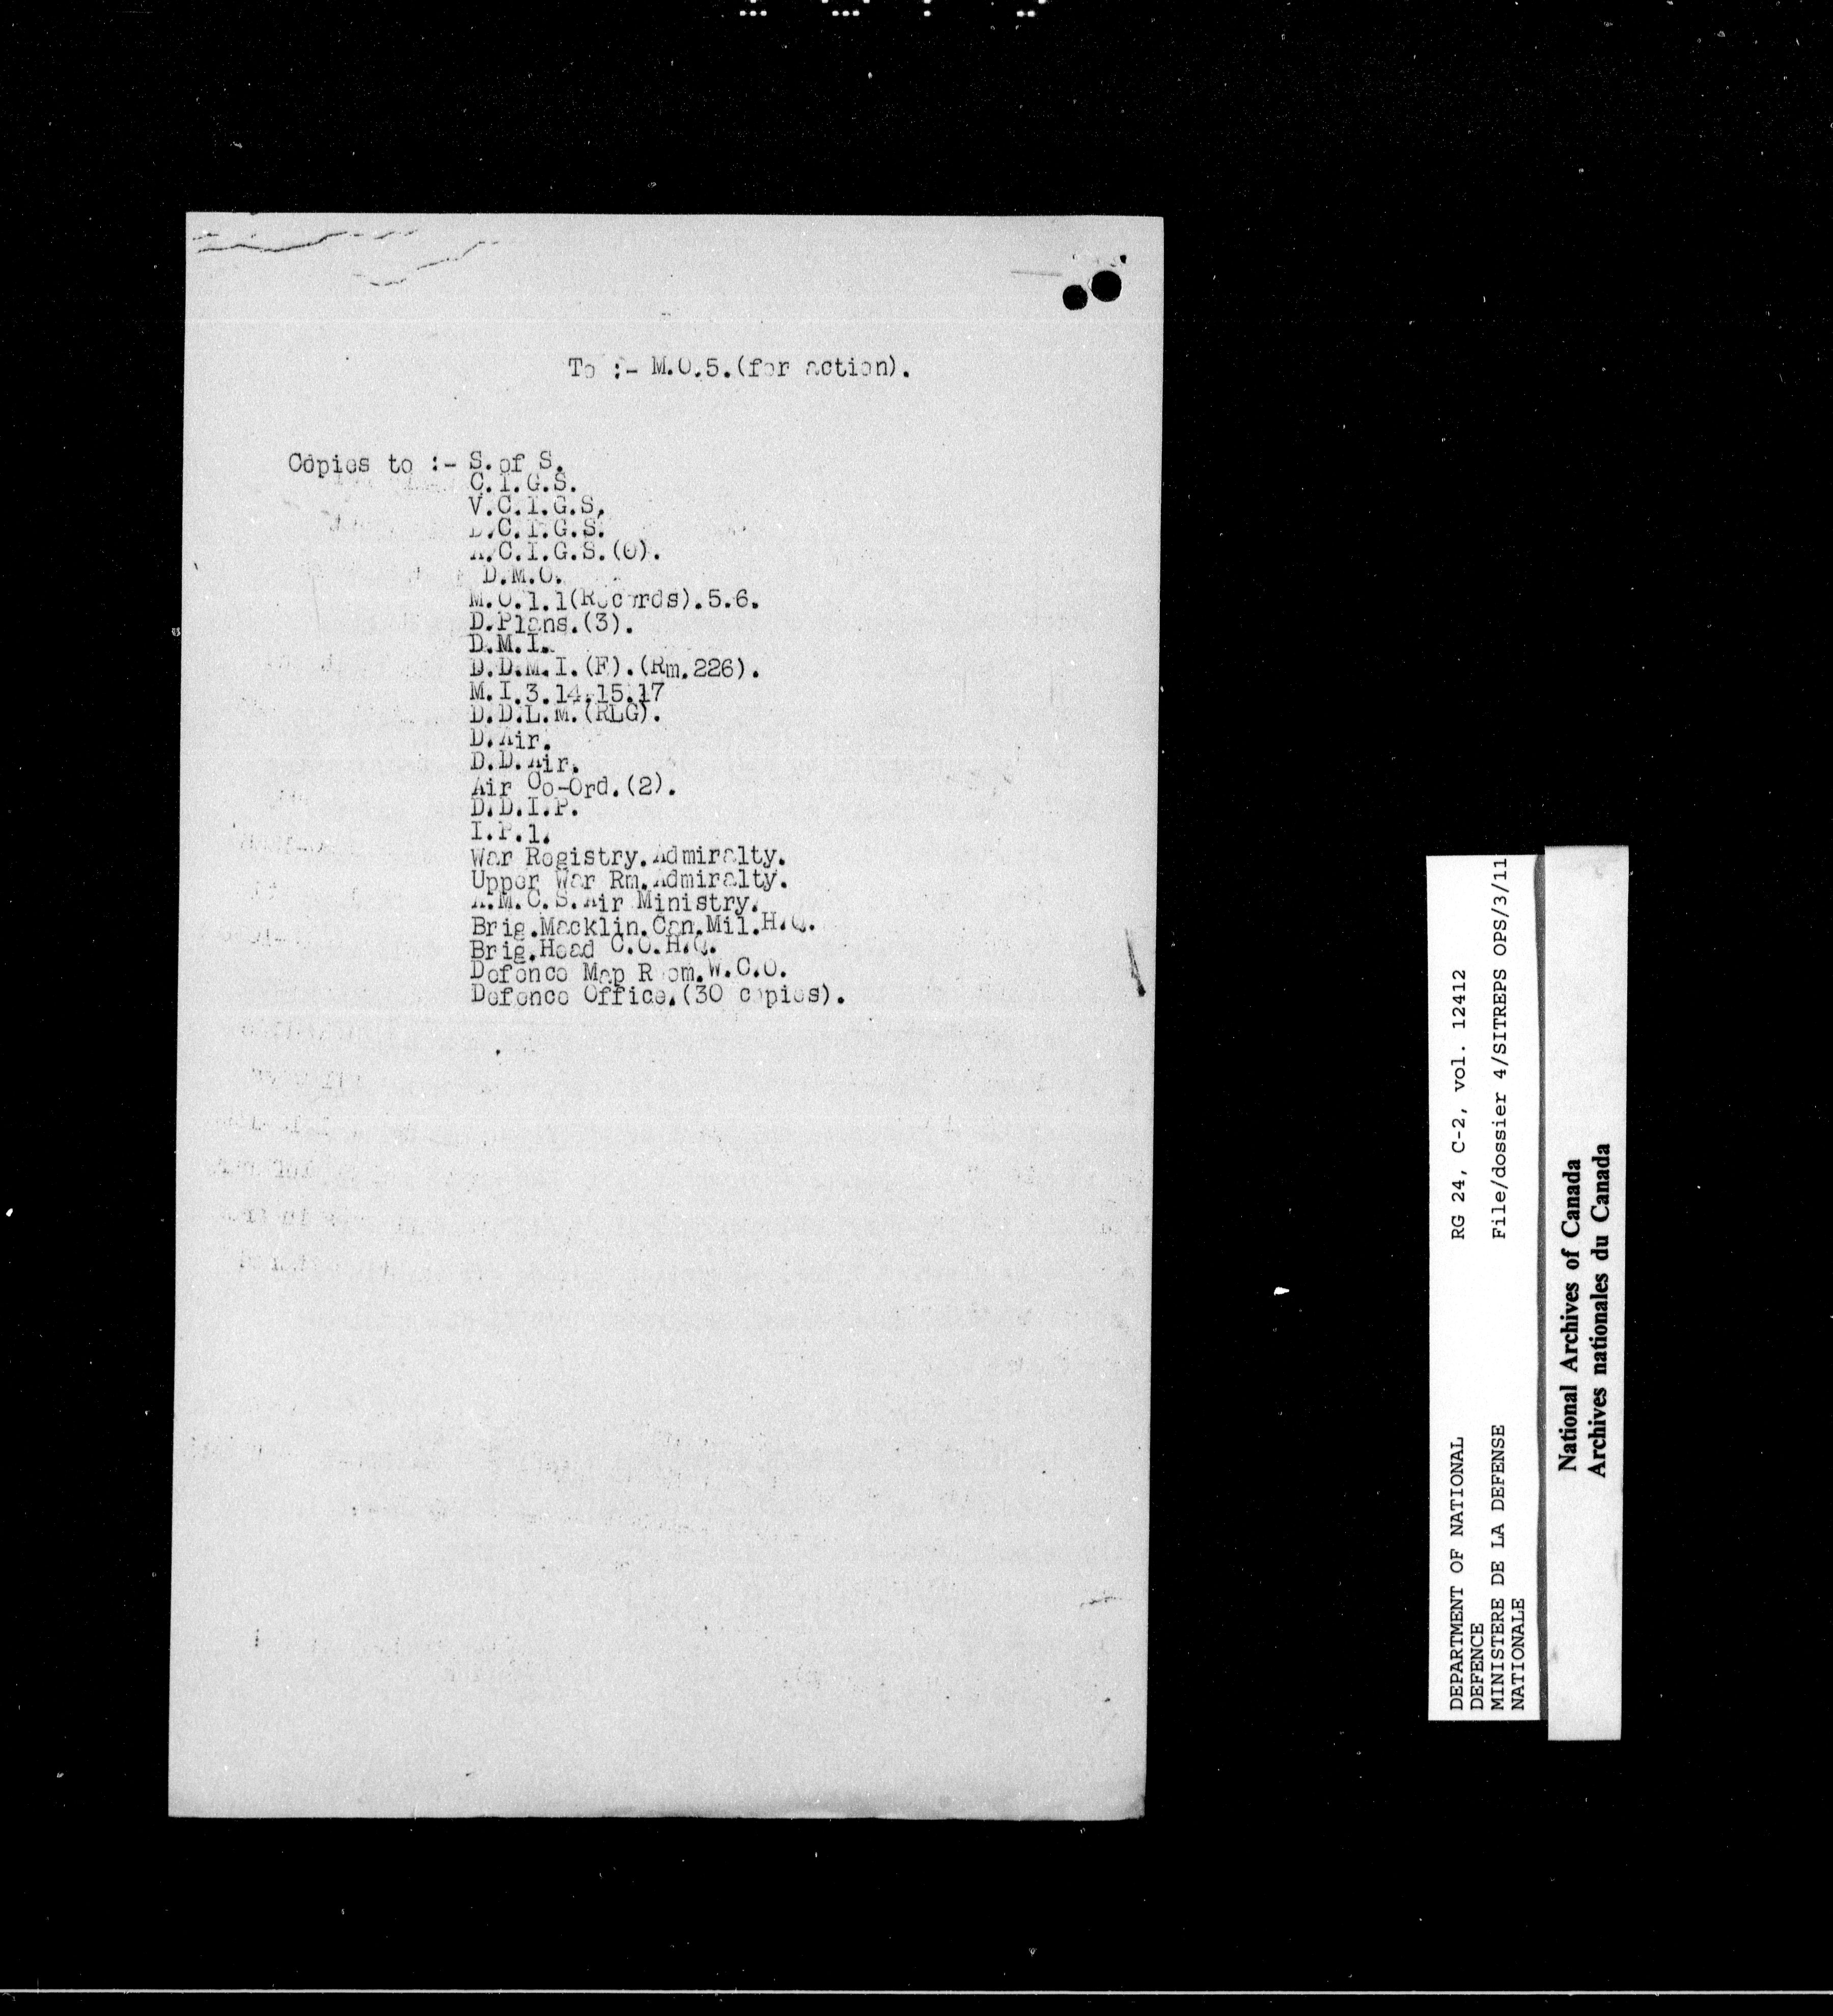 To :- M.O.5.(for action).
Copies to :- S. of S.
C.I.G.S.
V.C.I.G.S.
D.C.I.G.S.
A.C.I.G.S.(O).
D.M.O.
M.O.1.1(Records).5.6.
D.Plans.(3).
D.M.I.
D.D.M.I.(F).(Rm.226).
M.I.3.14.15.17
D.D.L.M.(RLG).
D.Air.
D.D.Air.
Air Co-Ord.(2).
D.D.I.P.
I.P.1.
War Registry.Admiralty.
Upper War Rm.Admiralty.
A.M.C.S.Air Ministry.
Brig.Macklin.Can.Mil.H.Q.
Brig.Head C.O.H.Q.
Defence Map Room.W.C.O.
Defence Office.(30 copies).
DEPARTMENT OF NATIONAL
DEFENCE
MINISTERE DE LA DEFENSE
NATIONALE
RG 24, C-2, vol. 12412
File/dossier 4/SITREPS OPS/3/11
National Archives of Canada
Archives nationales du Canada